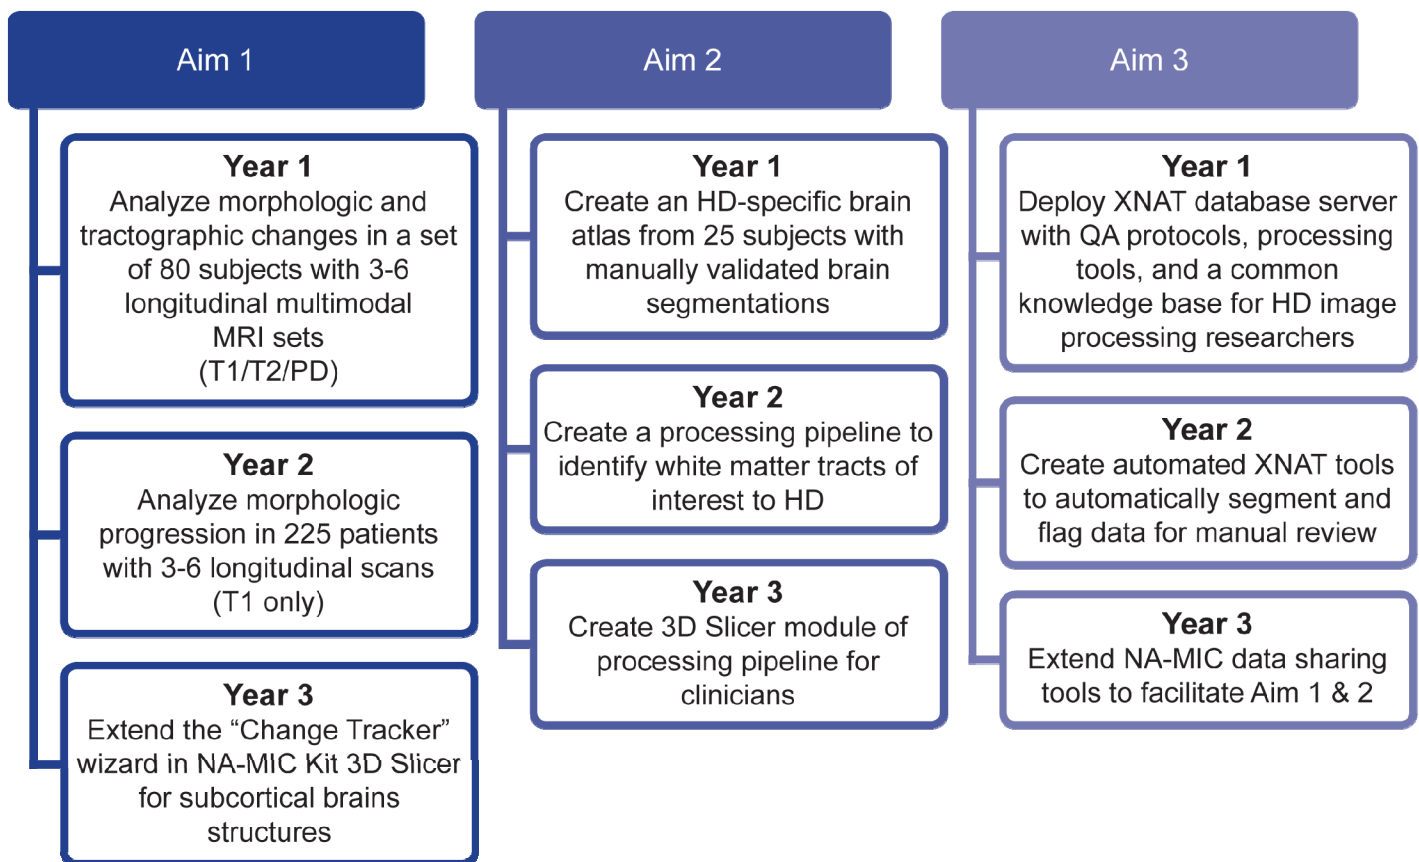 Aim 1
Year 1
Analyze morphologic and
tractographic changes in a set
of 80 subjects with 3-6
longitudinal multimodal
MRI sets
(T1/T2/PD)
Year 2
Analyze morphologic
progression in 225 patients
with 3-6 longitudinal scans
(T1 only)
Year 3
Extend the “Change Tracker”
wizard in NA-MIC Kit 3D Slicer
for subcortical brains
structures
Aim 2
Year 1
Create an HD-specific brain
atlas from 25 subjects with
manually validated brain
segmentations
Year 2
Create a processing pipeline to
identify white matter tracts of
interest to HD
Year 3
Create 3D Slicer module of
processing pipeline for
clinicians
Aim 3
Year 1
Deploy XNAT database server
with QA protocols, processing
tools, and a common
knowledge base for HD image
processing researchers
Year 2
Create automated XNAT tools
to automatically segment and
flag data for manual review
Year 3
Extend NA-MIC data sharing
tools to facilitate Aim 1 & 2